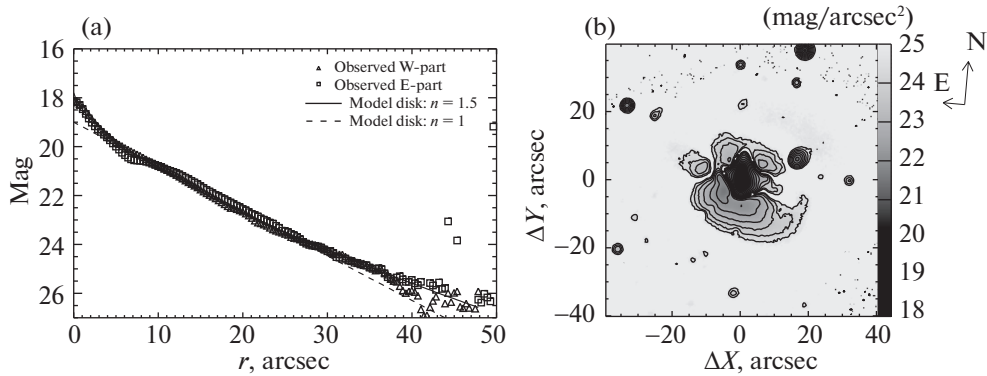 (a)
16
18
20
22
24
26
Mag
0 10 20 30 40 50
r, arcsec
Observed W-part
Observed E-part
Model disk: n = 1.5
Model disk: n = 1
(b)
(mag/arcsec²)
20
0
−20
−40
ΔY, arcsec
−20 0 20 40
ΔX, arcsec
25
24
23
22
21
20
19
18
N
E